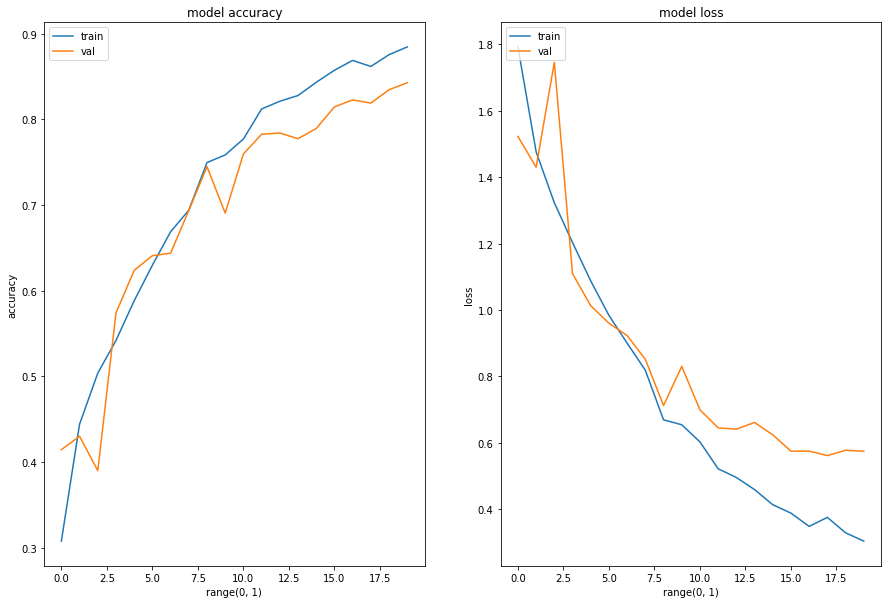 model accuracy
train
val
0.9
0.8
0.7
0.6
0.5
0.4
0.3
accuracy
0.0 2.5 5.0 7.5 10.0 12.5 15.0 17.5
range(0, 1)
model loss
train
val
1.8
1.6
1.4
1.2
1.0
0.8
0.6
0.4
loss
0.0 2.5 5.0 7.5 10.0 12.5 15.0 17.5
range(0, 1)